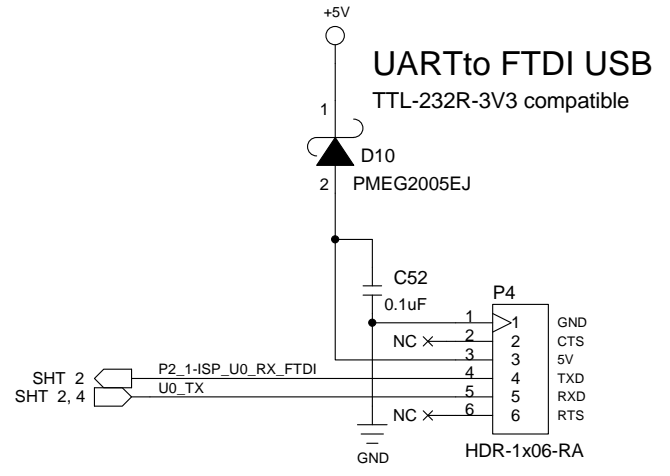 +5V
UARTto FTDI USB
TTL-232R-3V3 compatible
1
D10
2
PMEG2005EJ
C52
0.1uF
P4
1 1 GND
NC 2 2 CTS
3 3 5V
SHT 2 P2_1-ISP_U0_RX_FTDI 4 4 TXD
SHT 2, 4 U0_TX 5 5 RXD
NC 6 6 RTS
GND
HDR-1x06-RA